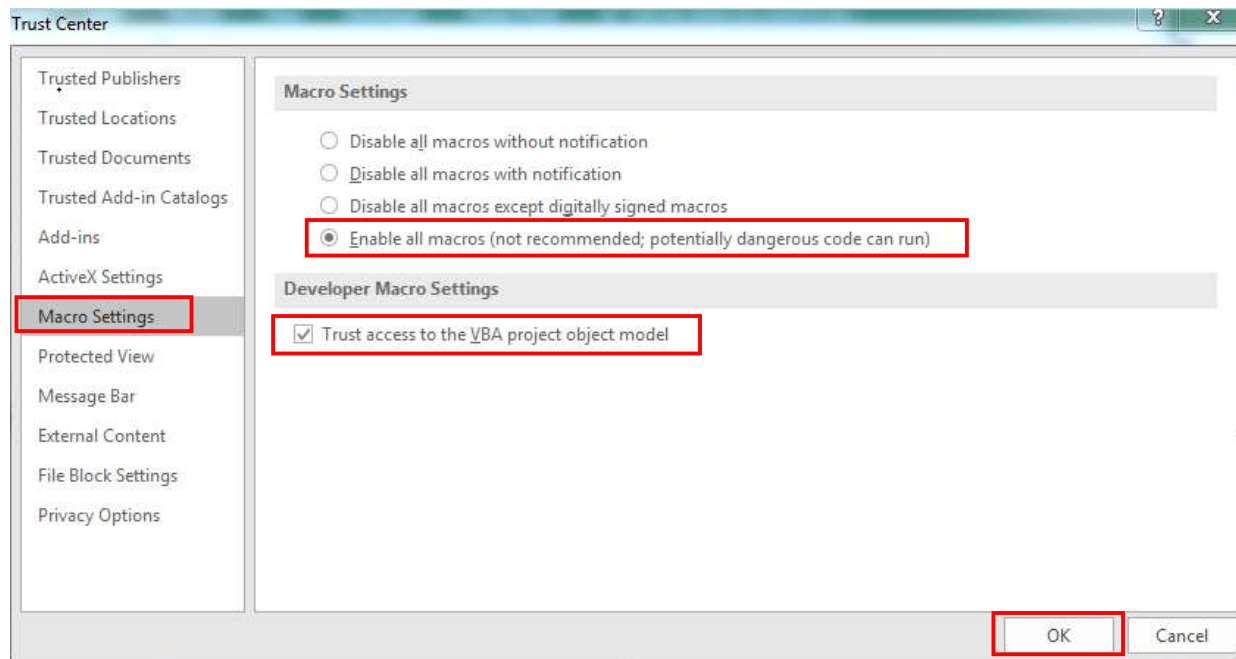 Trust Center
?
X
Trusted Publishers
Trusted Locations
Trusted Documents
Trusted Add-in Catalogs
Add-ins
ActiveX Settings
Macro Settings
Protected View
Message Bar
External Content
File Block Settings
Privacy Options
Macro Settings
Disable all macros without notification
Disable all macros with notification
Disable all macros except digitally signed macros
Enable all macros (not recommended; potentially dangerous code can run)
Developer Macro Settings
Trust access to the VBA project object model
OK
Cancel